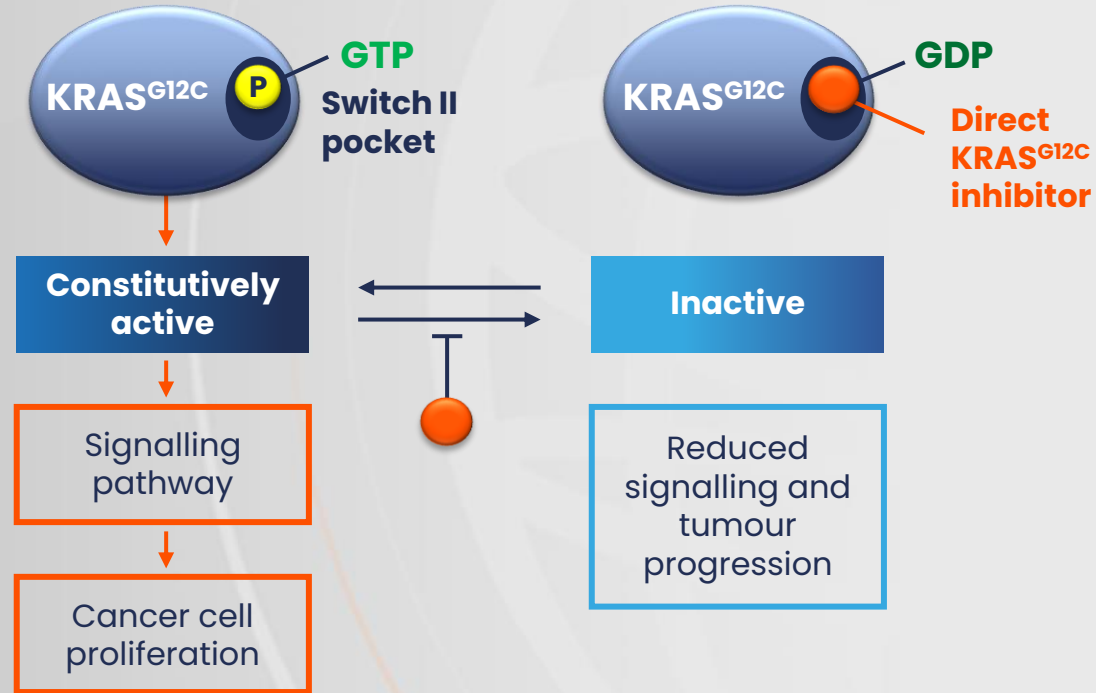 KRASG12C
P
GTP
Switch II
pocket
KRASG12C
GDP
Direct
KRASG12C
inhibitor
Constitutively
active
Inactive
Signalling
pathway
Reduced
signalling and
tumour
progression
Cancer cell
proliferation